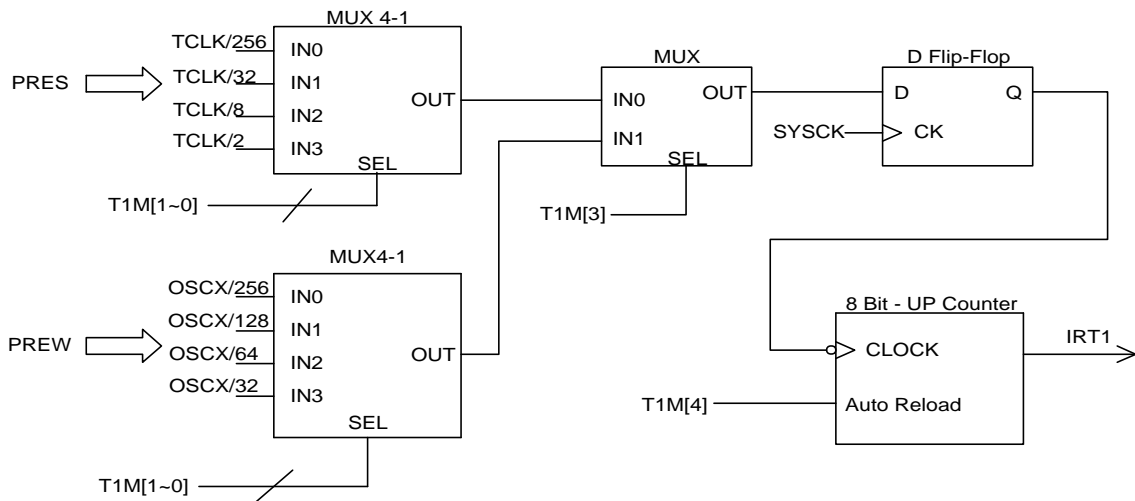 MUX 4-1
PRES
TCLK/256
TCLK/32
TCLK/8
TCLK/2
IN0
IN1
IN2
IN3
OUT
SEL
T1M[1~0]
MUX
IN0
IN1
OUT
SEL
T1M[3]
D Flip-Flop
D
Q
SYSCK
CK
MUX4-1
PREW
OSCX/256
OSCX/128
OSCX/64
OSCX/32
IN0
IN1
IN2
IN3
OUT
SEL
T1M[1~0]
8 Bit - UP Counter
CLOCK
IRT1
T1M[4]
Auto Reload